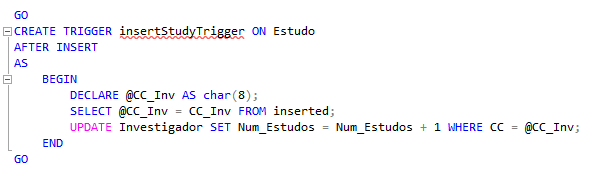 GO
CREATE TRIGGER insertStudyTrigger ON Estudo
AFTER INSERT
AS
BEGIN
DECLARE @CC_Inv AS char(8);
SELECT @CC_Inv = CC_Inv FROM inserted;
UPDATE Investigador SET Num_Estudos = Num_Estudos + 1 WHERE CC = @CC_Inv;
END
GO